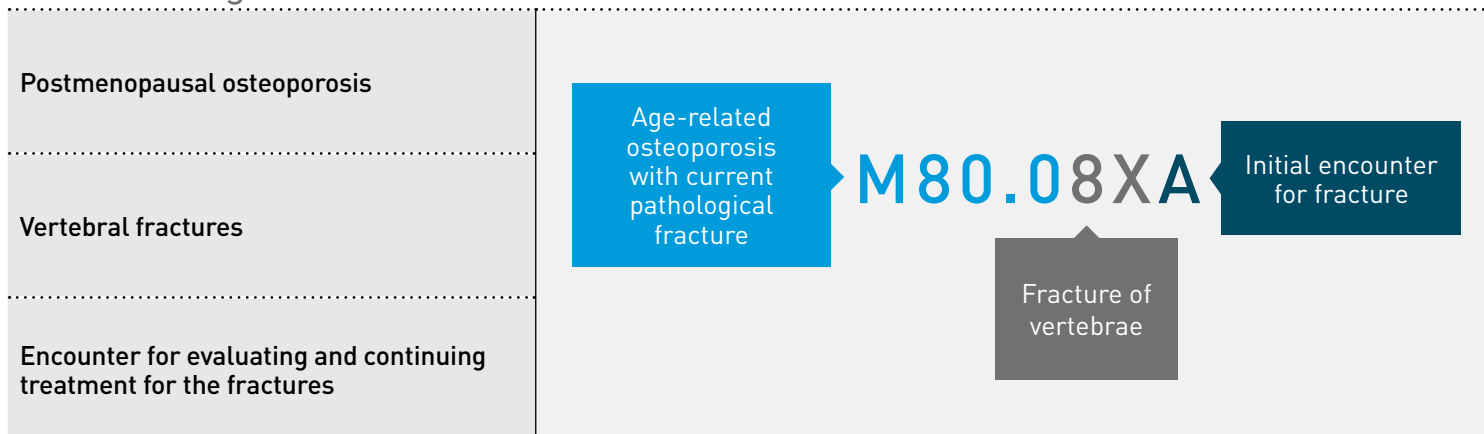 Postmenopausal osteoporosis
Vertebral fractures
Encounter for evaluating and continuing
treatment for the fractures
Age-related
osteoporosis
with current
pathological
fracture
M80.08XA
Initial encounter
for fracture
Fracture of
vertebrae